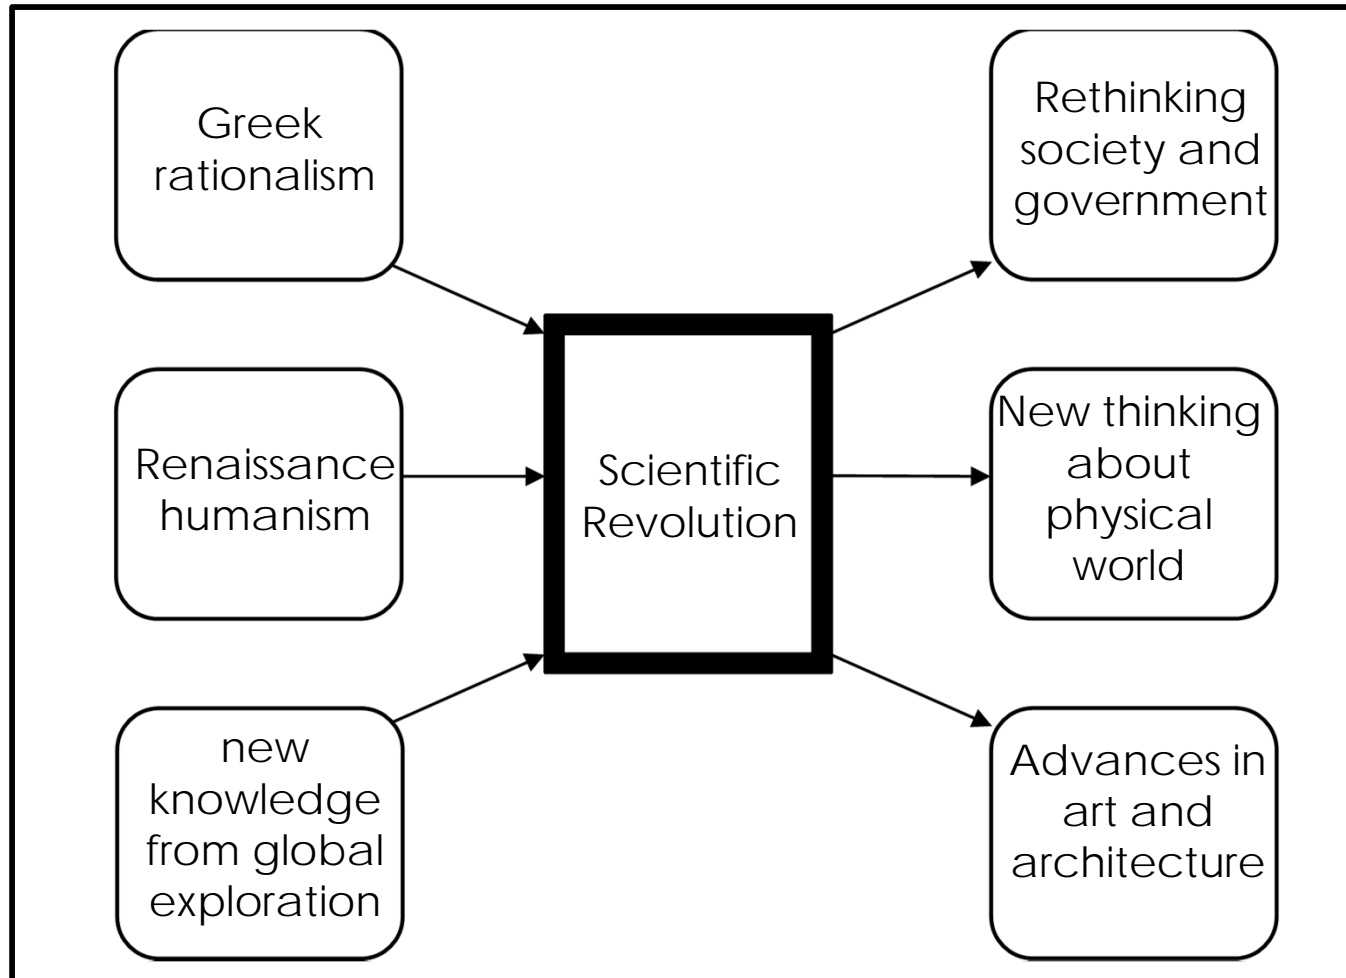 Greek
rationalism
Renaissance
humanism
new
knowledge
from global
exploration
Scientific
Revolution
Rethinking
society and
government
New thinking
about
physical
world
Advances in
art and
architecture